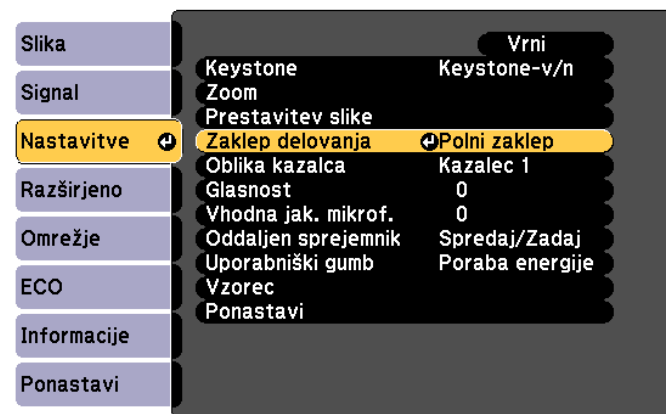 Slika
Signal
Nastavitve
Razširjeno
Omrežje
ECO
Informacije
Ponastavi
Vrni
Keystone Keystone-v/n
Zoom
Prestavitev slike
Zaklep delovanja Polni zaklep
Oblika kazalca Kazalec 1
Glasnost 0
Vhodna jak. mikrof. 0
Oddaljen sprejemnik Spredaj/Zadaj
Uporabniški gumb Poraba energije
Vzorec
Ponastavi